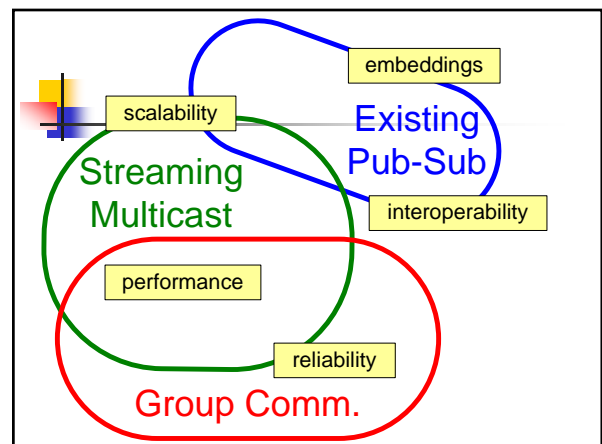 embeddings
scalability
Existing
Pub-Sub
Streaming
Multicast
interoperability
performance
reliability
Group Comm.